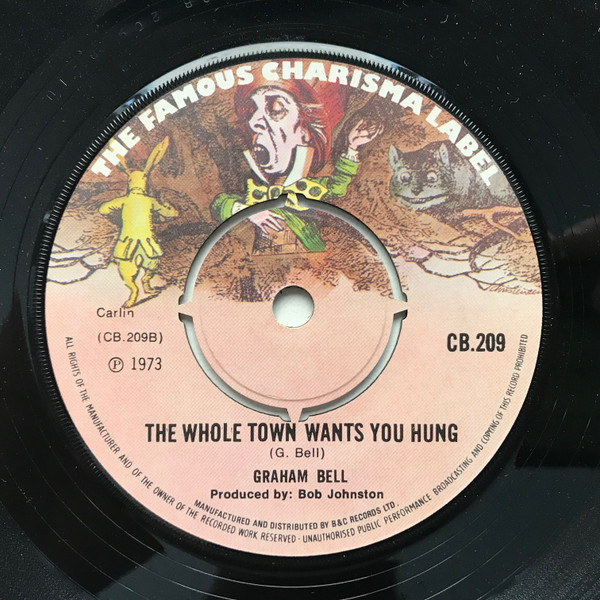 THE FAMOUS CHARISMA LABEL
Carlin
(CB.209B)
Ⓟ 1973
CB.209
THE WHOLE TOWN WANTS YOU HUNG
(G. Bell)
GRAHAM BELL
Produced by: Bob Johnston
MANUFACTURED AND DISTRIBUTED BY B&C RECORDS LTD.
ALL RIGHTS OF THE MANUFACTURER AND OF THE OWNER OF THE RECORDED WORK RESERVED · UNAUTHORISED PUBLIC PERFORMANCE BROADCASTING AND COPYING OF THIS RECORD PROHIBITED